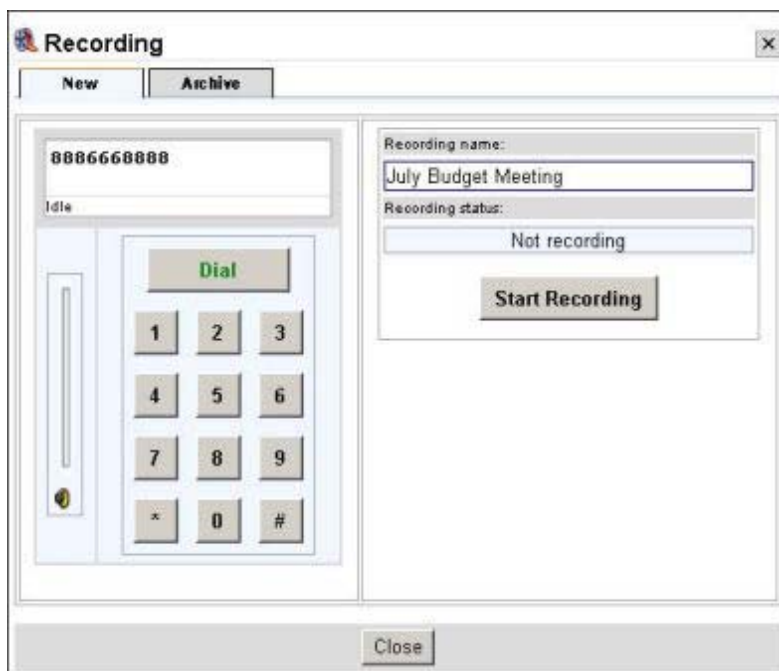 Recording
New
Archive
8886668888
Idle
Dial
1 2 3
4 5 6
7 8 9
* 0 #
Recording name:
July Budget Meeting
Recording status:
Not recording
Start Recording
Close